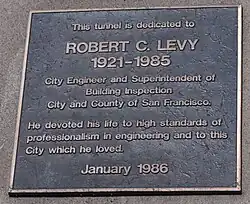 This tunnel is dedicated to
ROBERT C. LEVY
1921-1985
City Engineer and Superintendent of
Building Inspection
City and County of San Francisco.
He devoted his life to high standards of
professionalism in engineering and to this
City which he loved.
January 1986